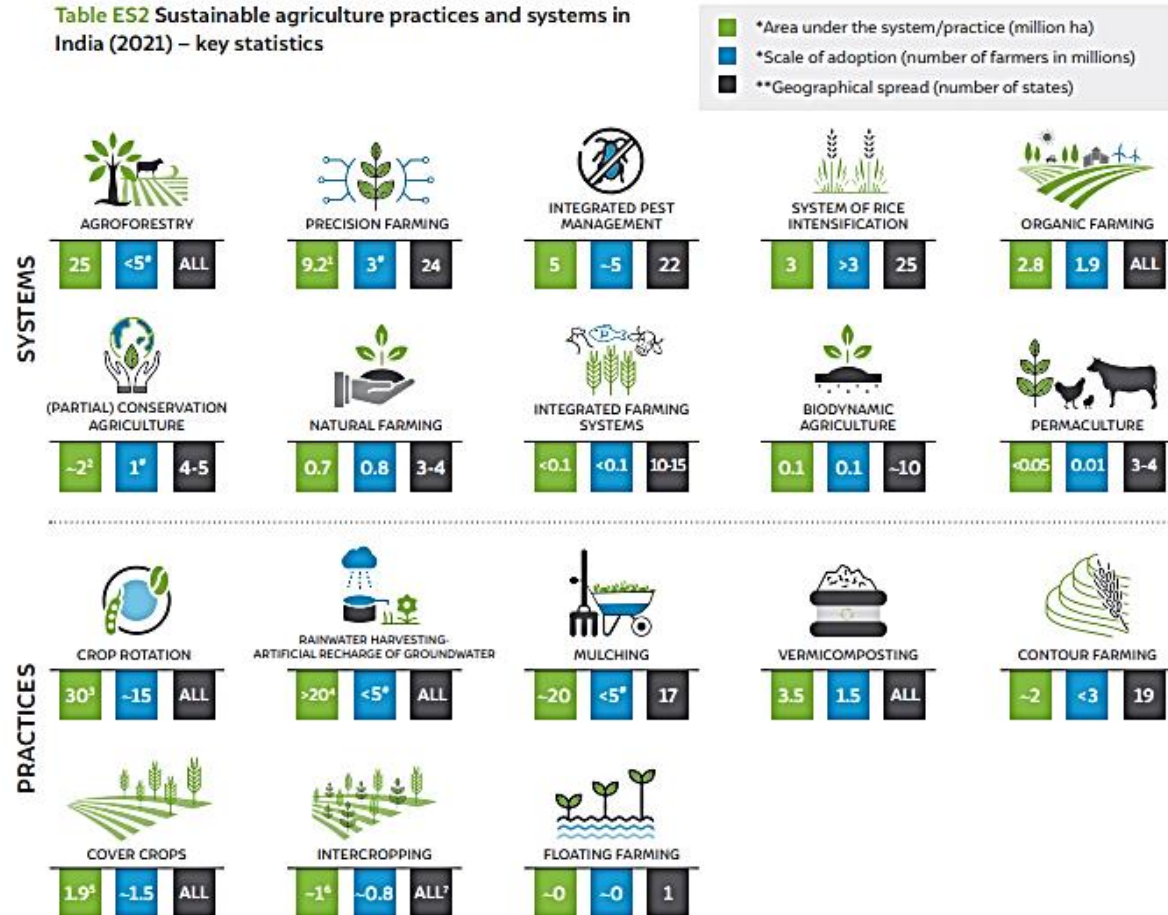 Table ES2 Sustainable agriculture practices and systems in
India (2021) – key statistics
*Area under the system/practice (million ha)
*Scale of adoption (number of farmers in millions)
**Geographical spread (number of states)
SYSTEMS
AGROFORESTRY
25 <5# ALL
PRECISION FARMING
9.2¹ 3# 24
INTEGRATED PEST
MANAGEMENT
5 ~5 22
SYSTEM OF RICE
INTENSIFICATION
3 >3 25
ORGANIC FARMING
2.8 1.9 ALL
(PARTIAL) CONSERVATION
AGRICULTURE
~2² 1# 4-5
NATURAL FARMING
0.7 0.8 3-4
INTEGRATED FARMING
SYSTEMS
<0.1 <0.1 10-15
BIODYNAMIC
AGRICULTURE
0.1 0.1 ~10
PERMACULTURE
<0.05 0.01 3-4
PRACTICES
CROP ROTATION
30³ ~15 ALL
RAINWATER HARVESTING-
ARTIFICIAL RECHARGE OF GROUNDWATER
>20⁴ <5# ALL
MULCHING
~20 <5# 17
VERMICOMPOSTING
3.5 1.5 ALL
CONTOUR FARMING
~2 <3 19
COVER CROPS
1.9⁵ ~1.5 ALL
INTERCROPPING
~1⁶ ~0.8 ALL⁷
FLOATING FARMING
~0 ~0 1